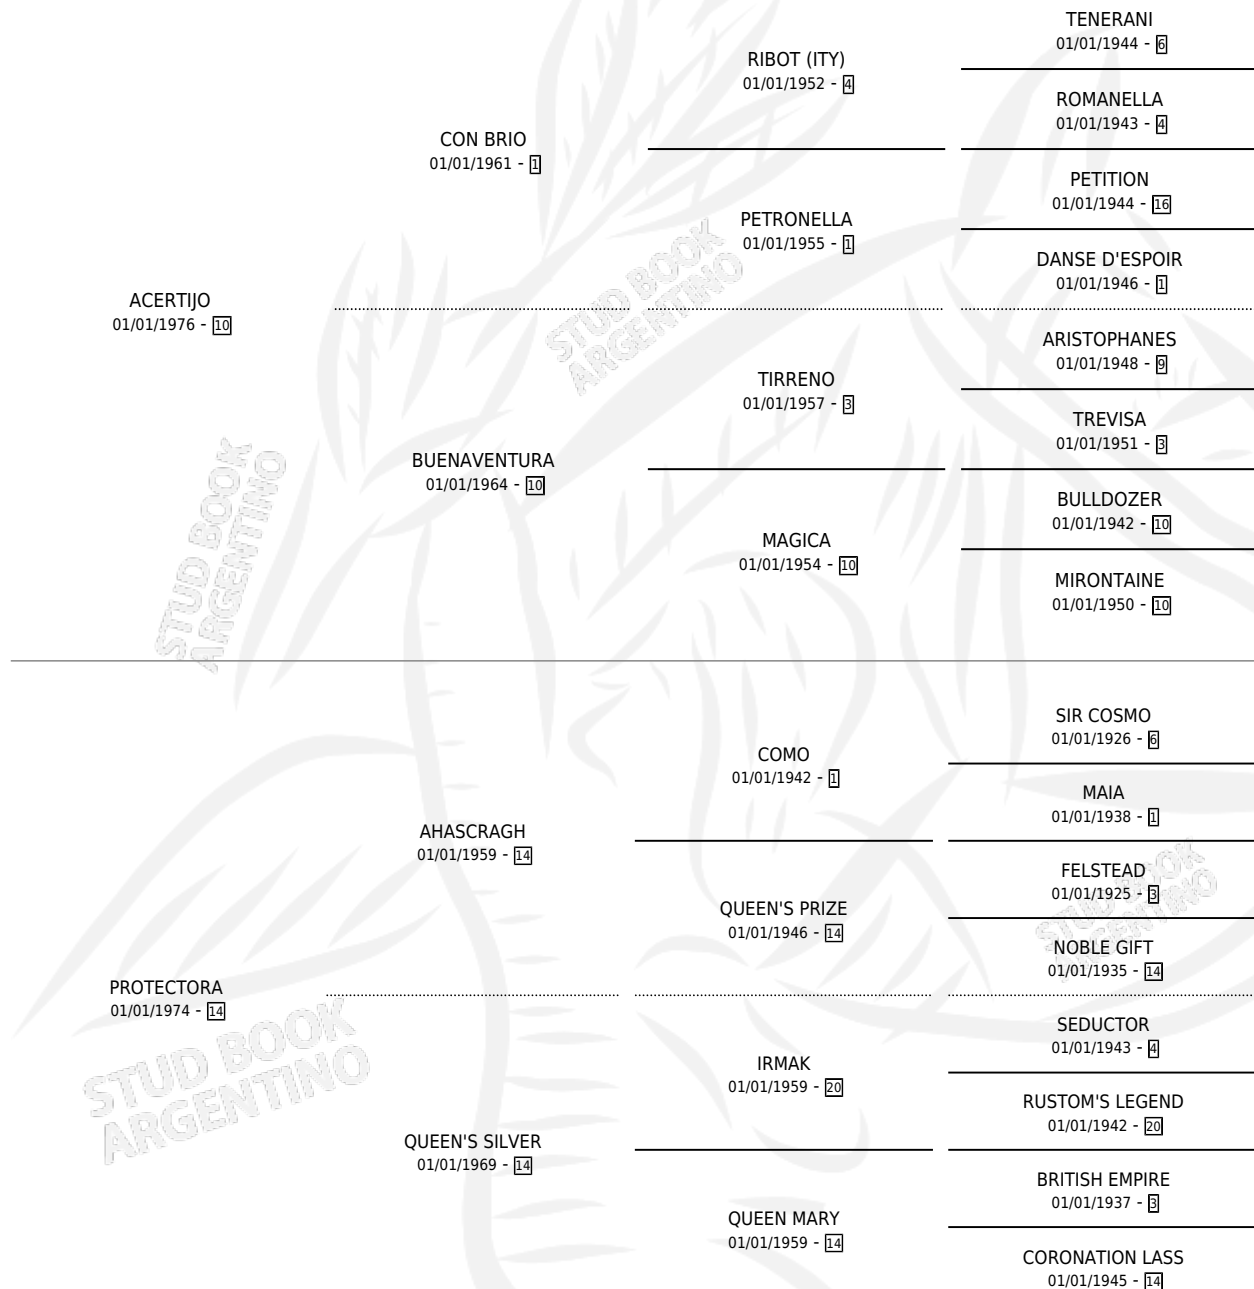 TENERANI
01/01/1944 - 6
RIBOT (ITY)
01/01/1952 - 4
ROMANELLA
01/01/1943 - 4
CON BRIO
01/01/1961 - 1
PETITION
01/01/1944 - 16
PETRONELLA
01/01/1955 - 1
DANSE D'ESPOIR
01/01/1946 - 1
ACERTIJO
01/01/1976 - 10
STUD BOOK
ARGENTINO
ARISTOPHANES
01/01/1948 - 9
TIRRENO
01/01/1957 - 3
TREVISA
01/01/1951 - 3
BUENAVENTURA
01/01/1964 - 10
BULLDOZER
01/01/1942 - 10
MAGICA
01/01/1954 - 10
MIRONTAINE
01/01/1950 - 10
STUD BOOK
ARGENTINO
SIR COSMO
01/01/1926 - 6
COMO
01/01/1942 - 1
MAIA
01/01/1938 - 1
AHASCRAGH
01/01/1959 - 14
FELSTEAD
01/01/1925 - 3
QUEEN'S PRIZE
01/01/1946 - 14
NOBLE GIFT
01/01/1935 - 14
STUD BOOK
ARGENTINO
PROTECTORA
01/01/1974 - 14
STUD BOOK
ARGENTINO
SEDUCTOR
01/01/1943 - 4
IRMAK
01/01/1959 - 20
RUSTOM'S LEGEND
01/01/1942 - 20
QUEEN'S SILVER
01/01/1969 - 14
BRITISH EMPIRE
01/01/1937 - 3
QUEEN MARY
01/01/1959 - 14
CORONATION LASS
01/01/1945 - 14